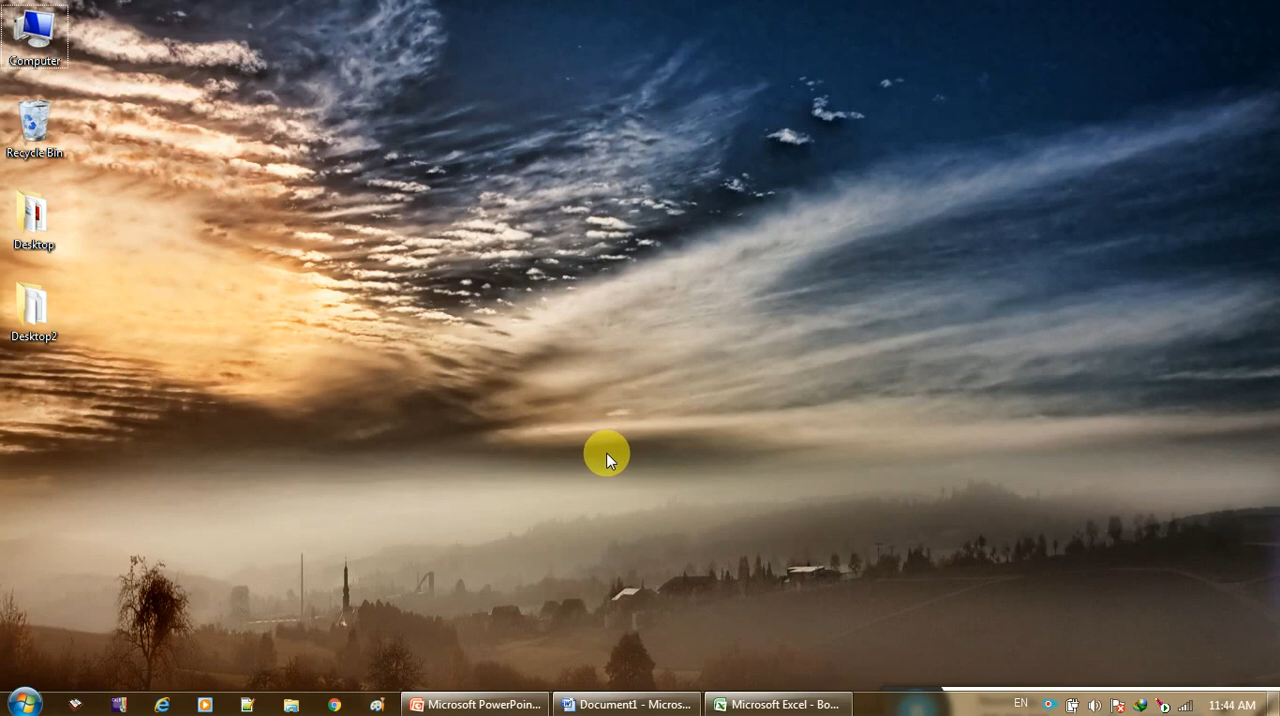 Computer
Recycle Bin
Desktop
Desktop2
Microsoft PowerPoin...
Document1 - Micros...
Microsoft Excel - Bo...
EN
11:44 AM